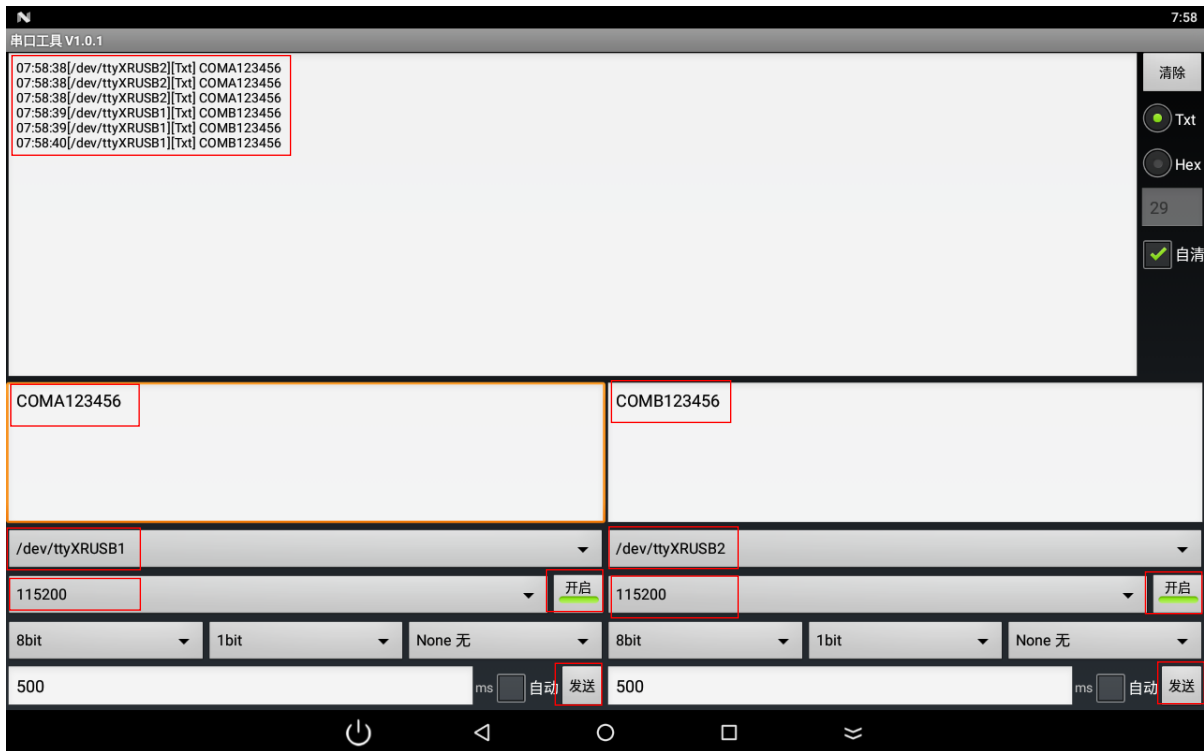 7:58
串口工具 V1.0.1
07:58:38[/dev/ttyXRUSB2][Txt] COMA123456
07:58:38[/dev/ttyXRUSB2][Txt] COMA123456
07:58:38[/dev/ttyXRUSB2][Txt] COMA123456
07:58:39[/dev/ttyXRUSB1][Txt] COMB123456
07:58:39[/dev/ttyXRUSB1][Txt] COMB123456
07:58:40[/dev/ttyXRUSB1][Txt] COMB123456
清除
Txt
Hex
29
自清
COMA123456 COMB123456
/dev/ttyXRUSB1 /dev/ttyXRUSB2
115200 开启 115200 开启
8bit 1bit None 无 8bit 1bit None 无
500 ms 自动 发送 500 ms 自动 发送